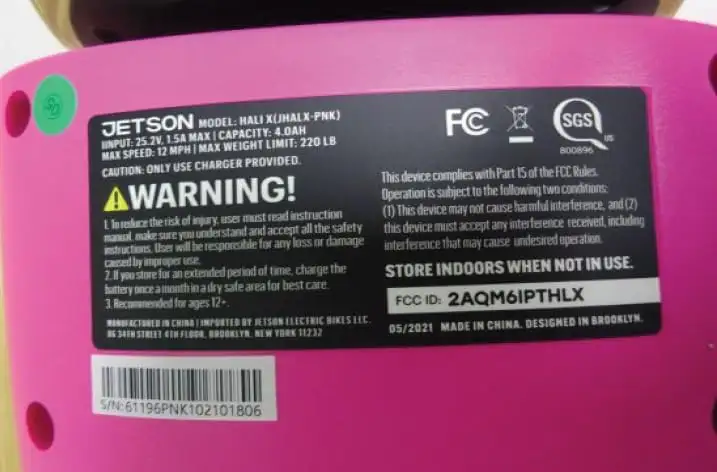 JETSON MODEL: HALI X(JHALX-PNK)
IINPUT: 25.2V, 1.5A MAX | CAPACITY: 4.0AH
MAX SPEED: 12 MPH | MAX WEIGHT LIMIT: 220 LB
CAUTION: ONLY USE CHARGER PROVIDED.
WARNING!
1. To reduce the risk of injury, user must read instruction
manual, make sure you understand and accept all the safety
instructions. User will be responsible for any loss or damage
caused by improper use.
2. If you store for an extended period of time, charge the
battery once a month in a dry safe area for best care.
3. Recommended for ages 12+.
MANUFACTURED IN CHINA | IMPORTED BY JETSON ELECTRIC BIKES LLC.
86 34TH STREET 4TH FLOOR, BROOKLYN, NEW YORK 11232
FC
SGS
US
800896
This device complies with Part 15 of the FCC Rules.
Operation is subject to the following two conditions:
(1) This device may not cause harmful interference, and (2)
this device must accept any interference received, including
interference that may cause undesired operation.
STORE INDOORS WHEN NOT IN USE.
FCC ID: 2AQM6IPTHLX
05/2021 MADE IN CHINA. DESIGNED IN BROOKLYN.
S/N:61196PNK102101806